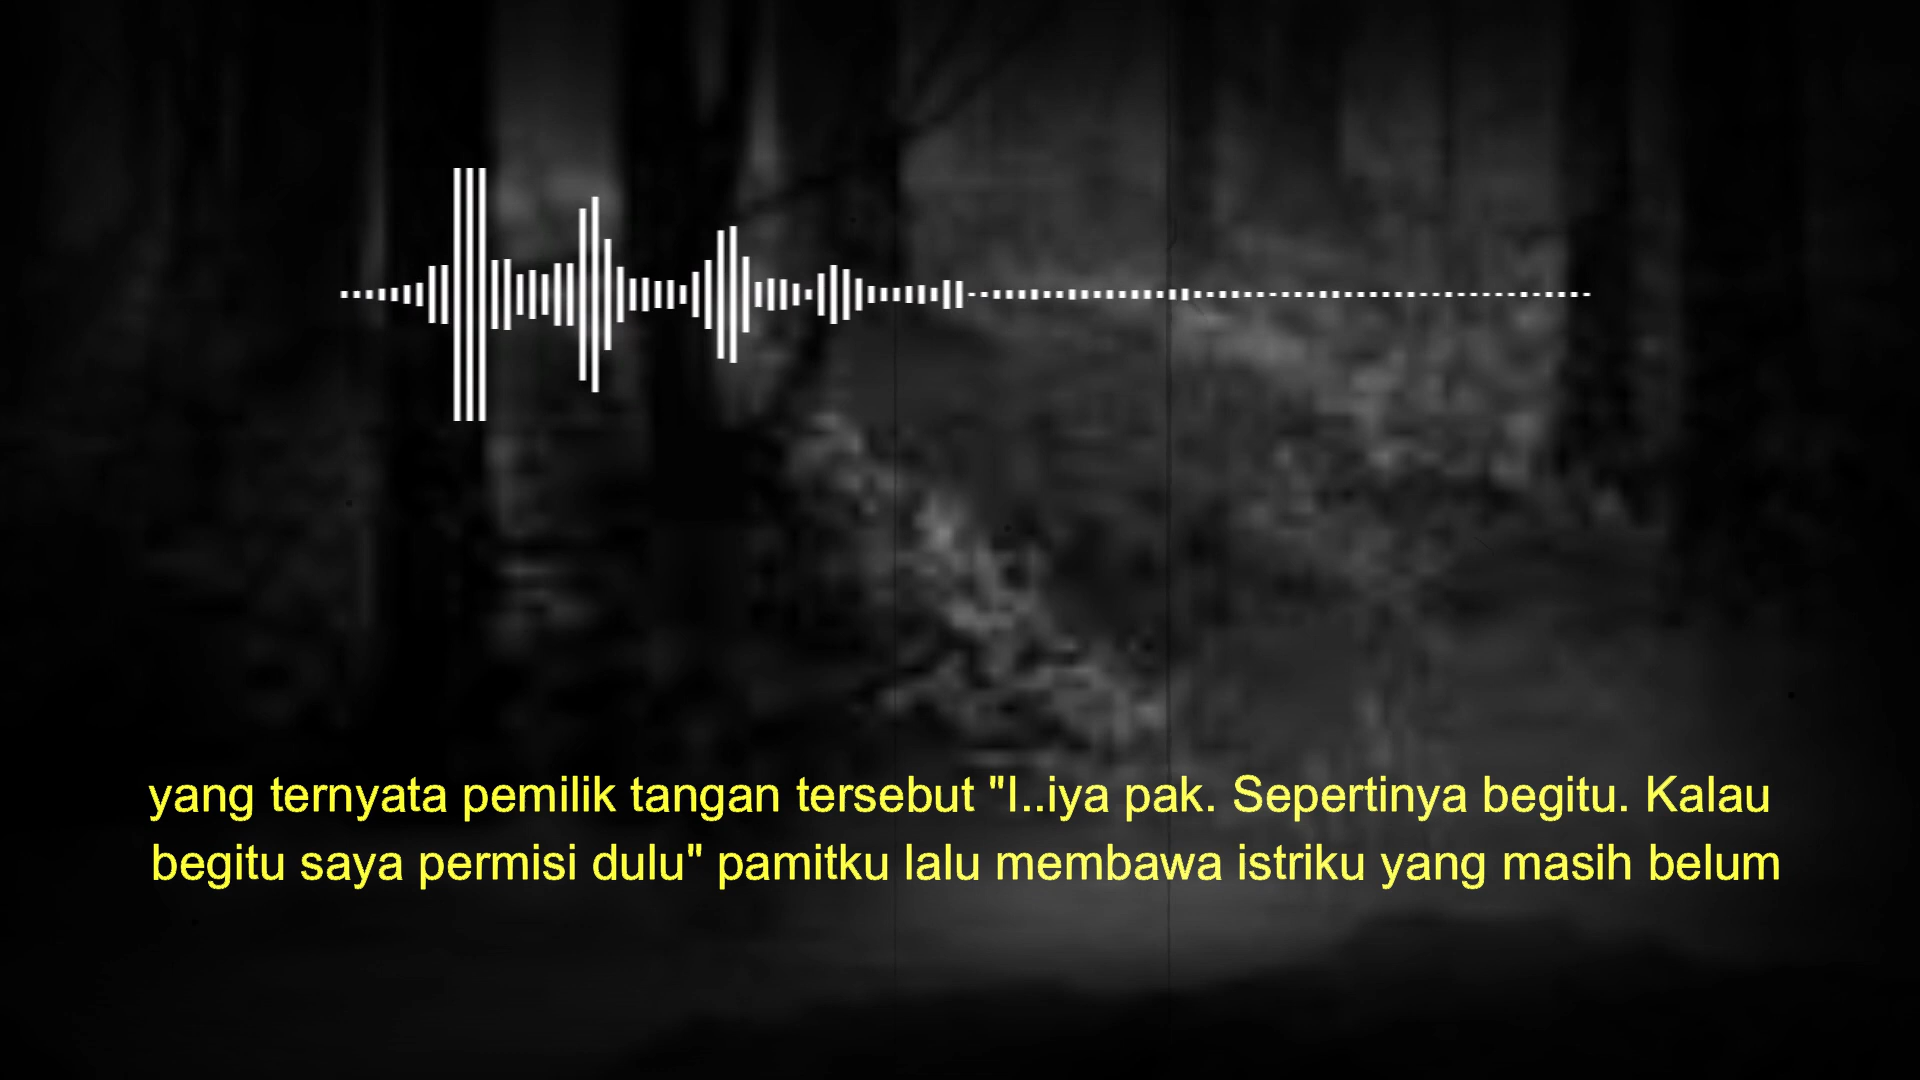 yang ternyata pemilik tangan tersebut "I..iya pak. Sepertinya begitu. Kalau
begitu saya permisi dulu" pamitku lalu membawa istriku yang masih belum